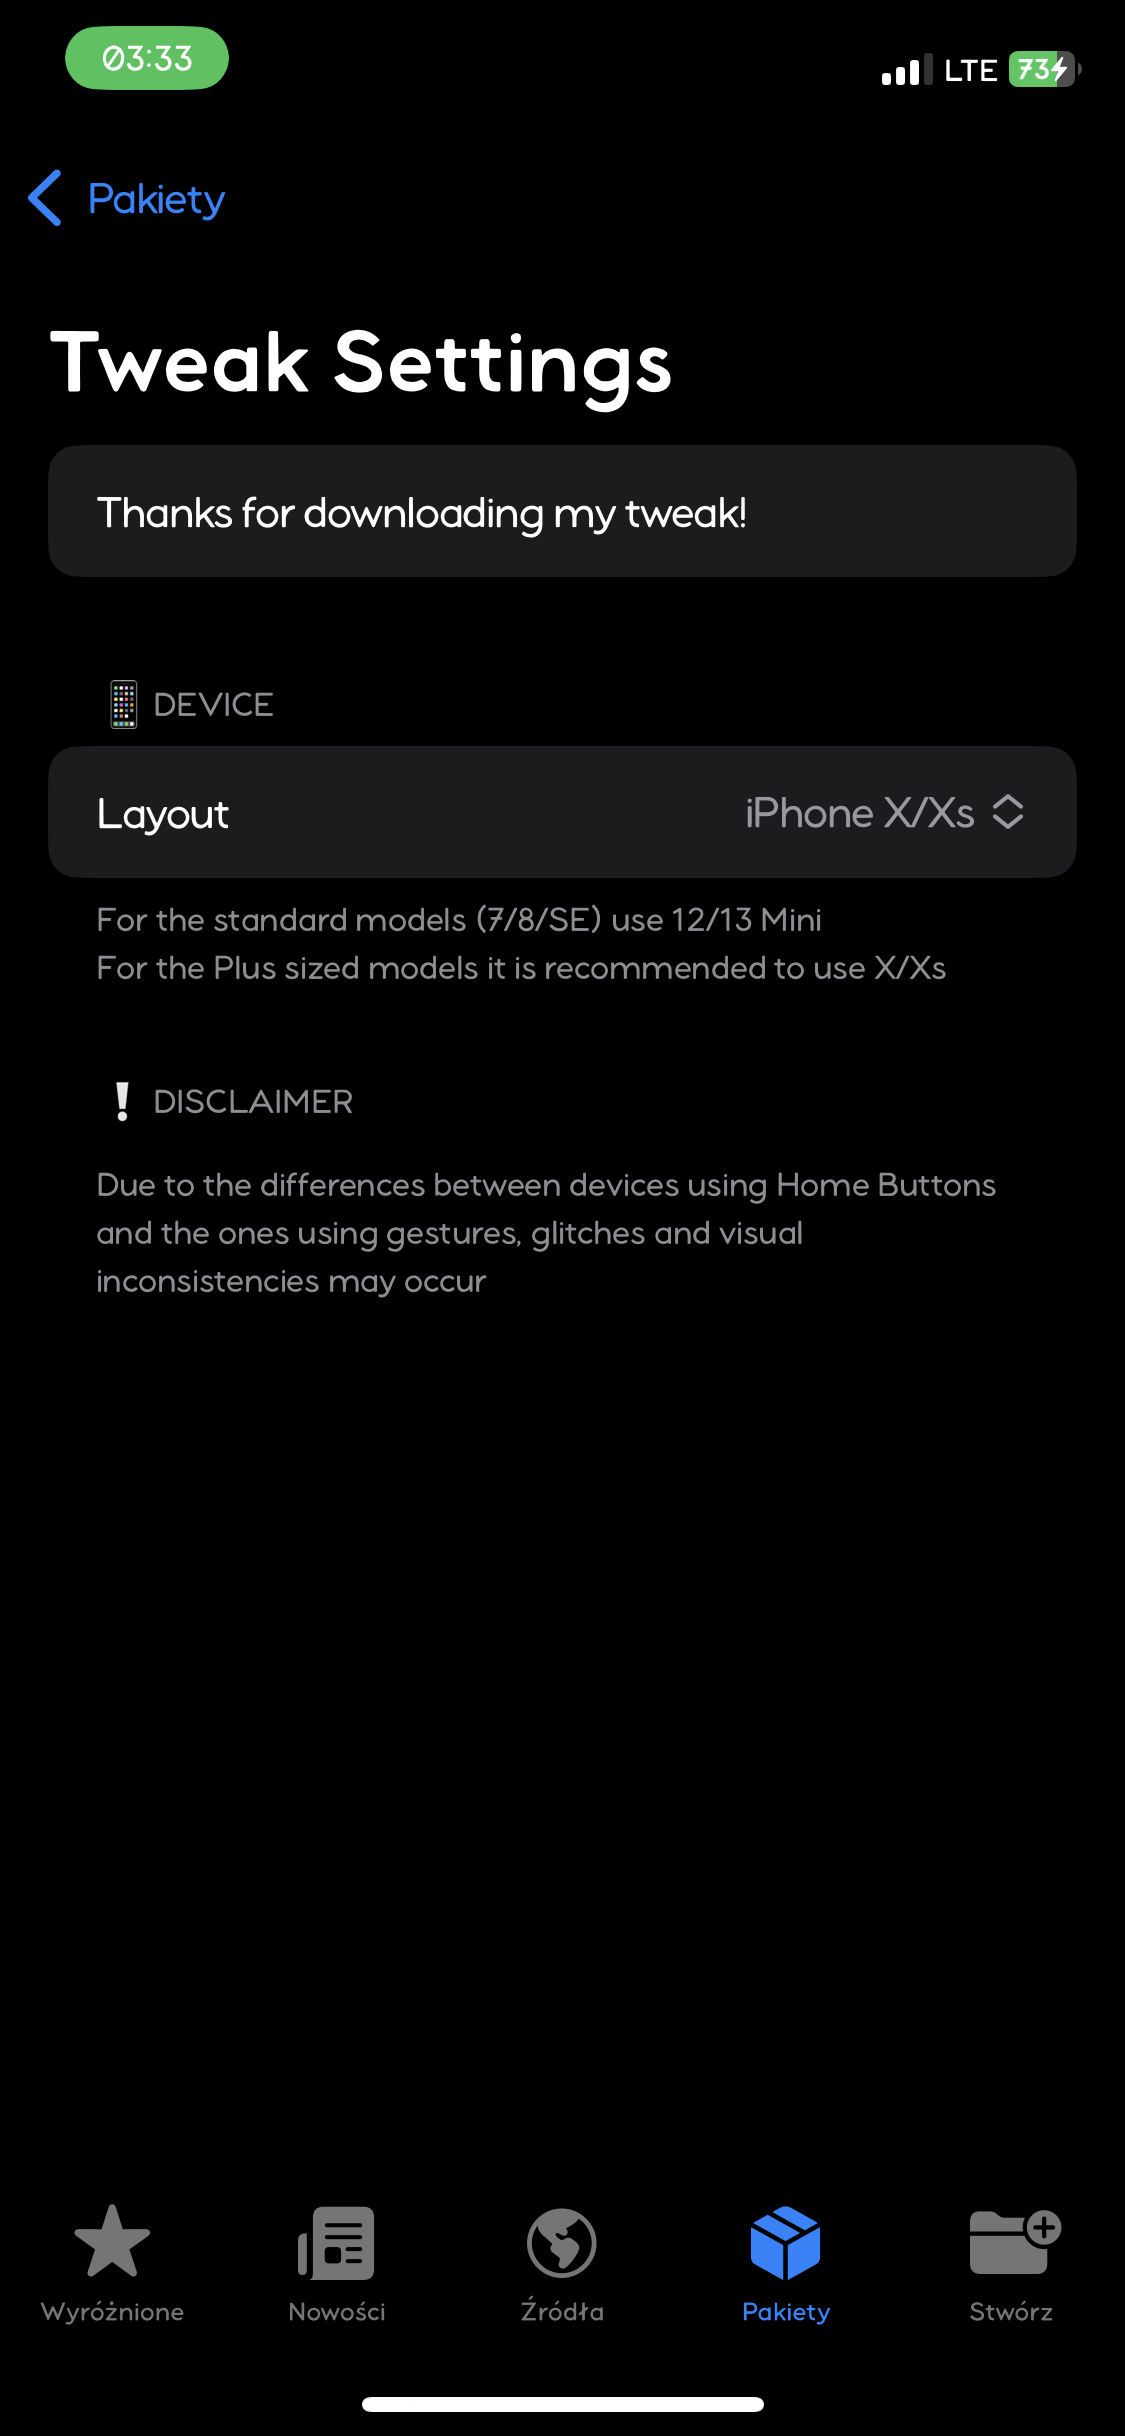 03:33
LTE 73
Pakiety
Tweak Settings
Thanks for downloading my tweak!
DEVICE
Layout iPhone X/Xs
For the standard models (7/8/SE) use 12/13 Mini
For the Plus sized models it is recommended to use X/Xs
DISCLAIMER
Due to the differences between devices using Home Buttons
and the ones using gestures, glitches and visual
inconsistencies may occur
Wyróżnione Nowości Źródła Pakiety Stwórz